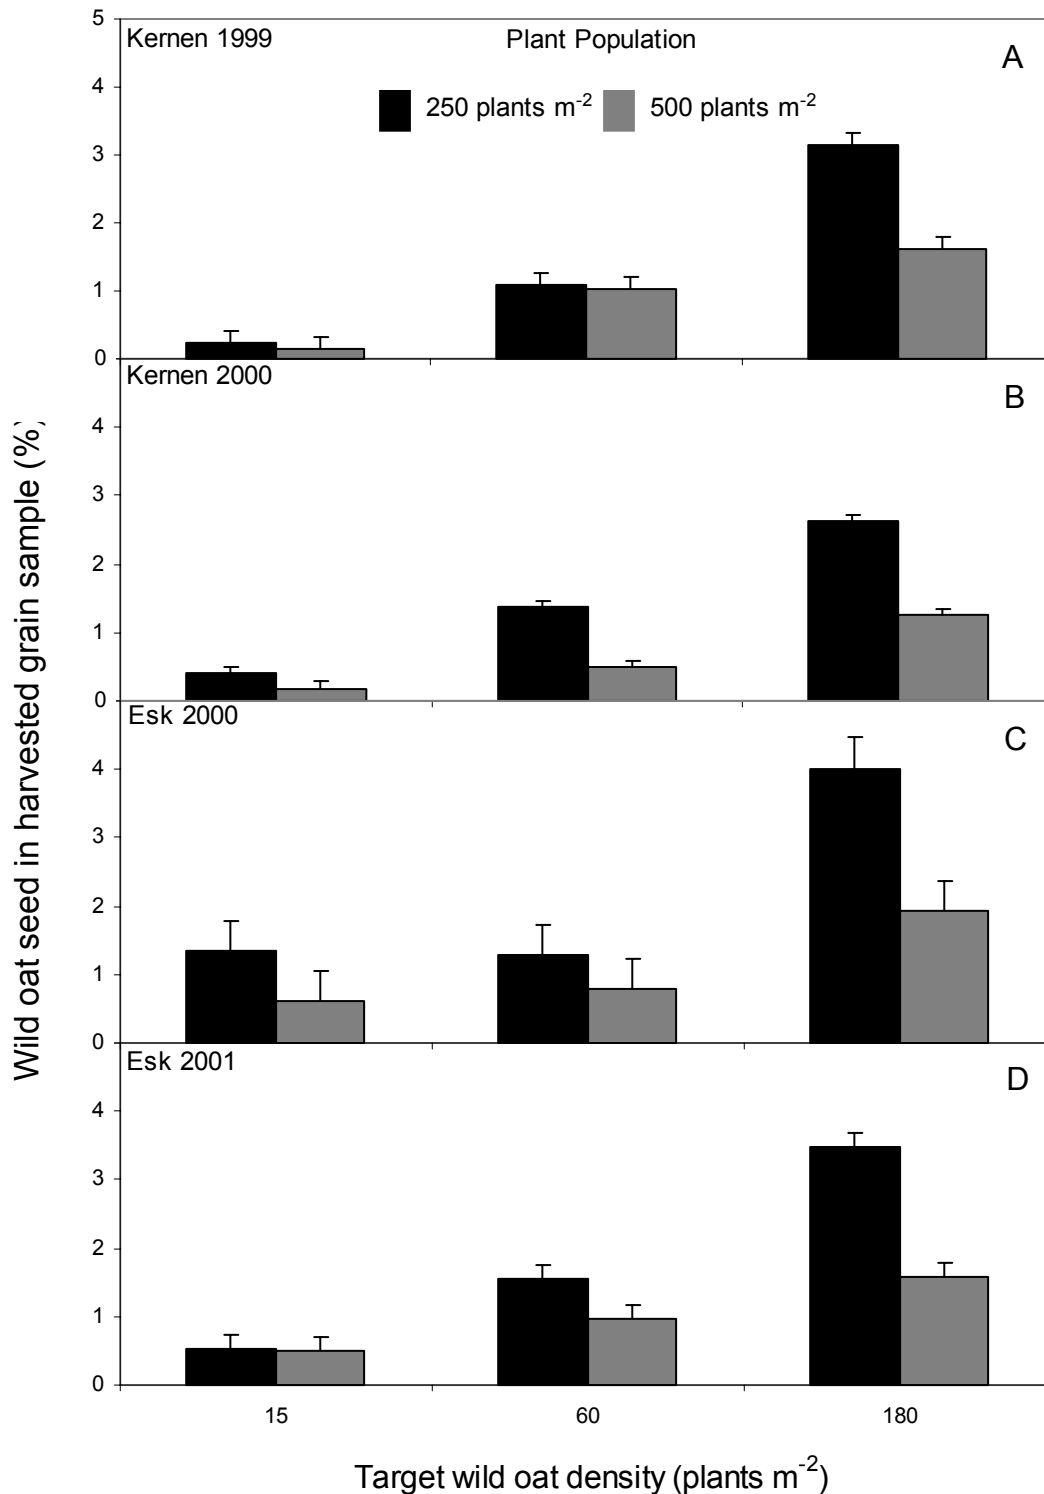 5
Kernen 1999 Plant Population A
4
250 plants m⁻² 500 plants m⁻²
3
2
1
0
Kernen 2000
B
4
3
2
1
0
Esk 2000
C
4
3
2
1
0
Esk 2001
D
4
3
2
1
0
15 60 180
Target wild oat density (plants m⁻²)
Wild oat seed in harvested grain sample (%)